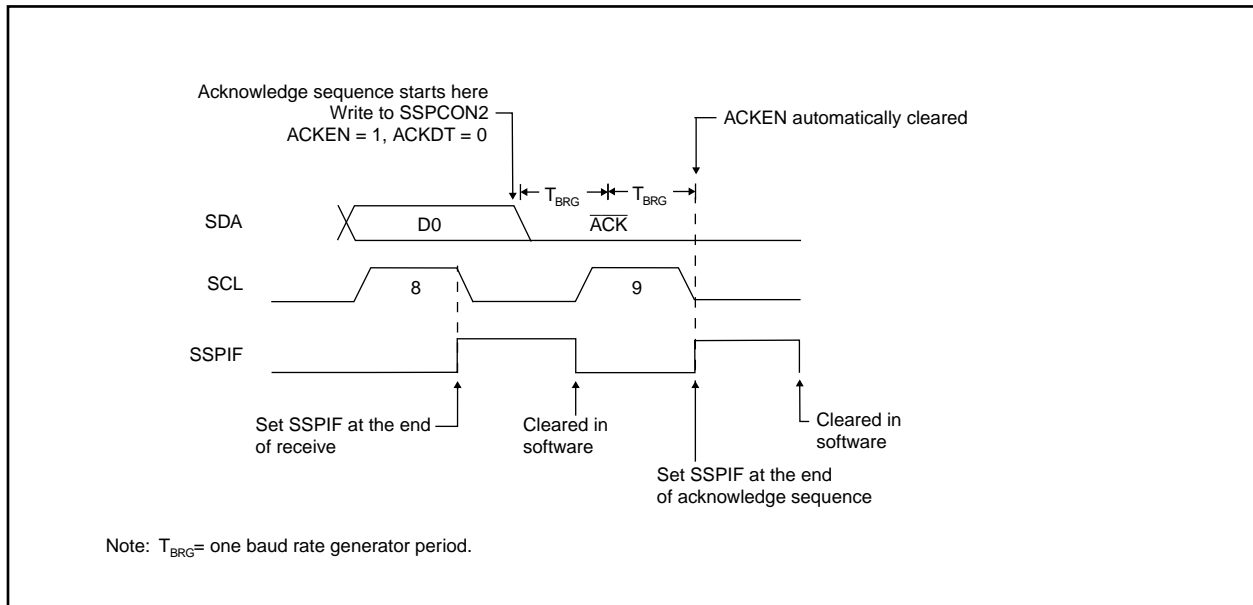 Acknowledge sequence starts here
Write to SSPCON2
ACKEN = 1, ACKDT = 0
ACKEN automatically cleared
TBRG
TBRG
SDA
D0
ACK
SCL
8
9
SSPIF
Set SSPIF at the end
of receive
Cleared in
software
Cleared in
software
Set SSPIF at the end
of acknowledge sequence
Note: TBRG= one baud rate generator period.